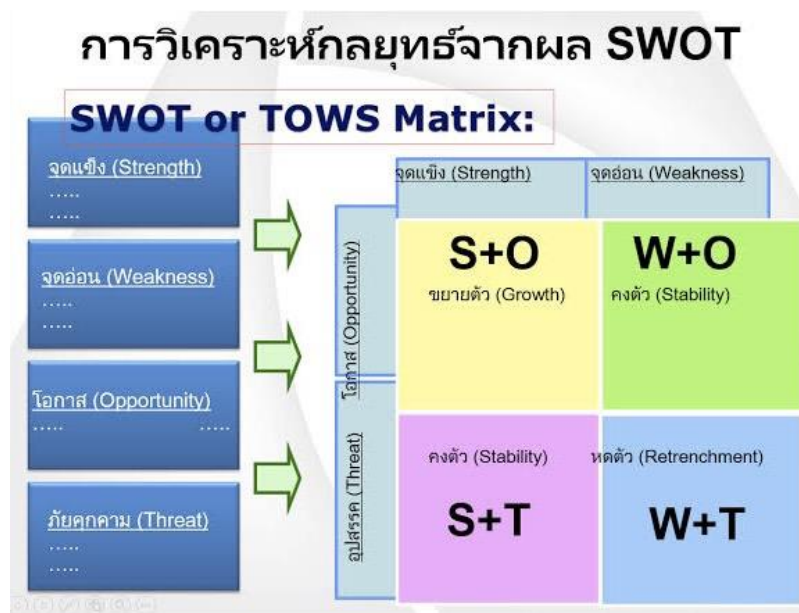 การวิเคราะห์กลยุทธ์จากผล SWOT
SWOT or TOWS Matrix:
จุดแข็ง (Strength)
.....
.....
จุดอ่อน (Weakness)
.....
.....
โอกาส (Opportunity)
..... .....
ภัยคุกคาม (Threat)
.....
.....
จุดแข็ง (Strength)
จุดอ่อน (Weakness)
โอกาส (Opportunity)
อุปสรรค (Threat)
S+O
ขยายตัว (Growth)
W+O
คงตัว (Stability)
คงตัว (Stability)
S+T
หดตัว (Retrenchment)
W+T